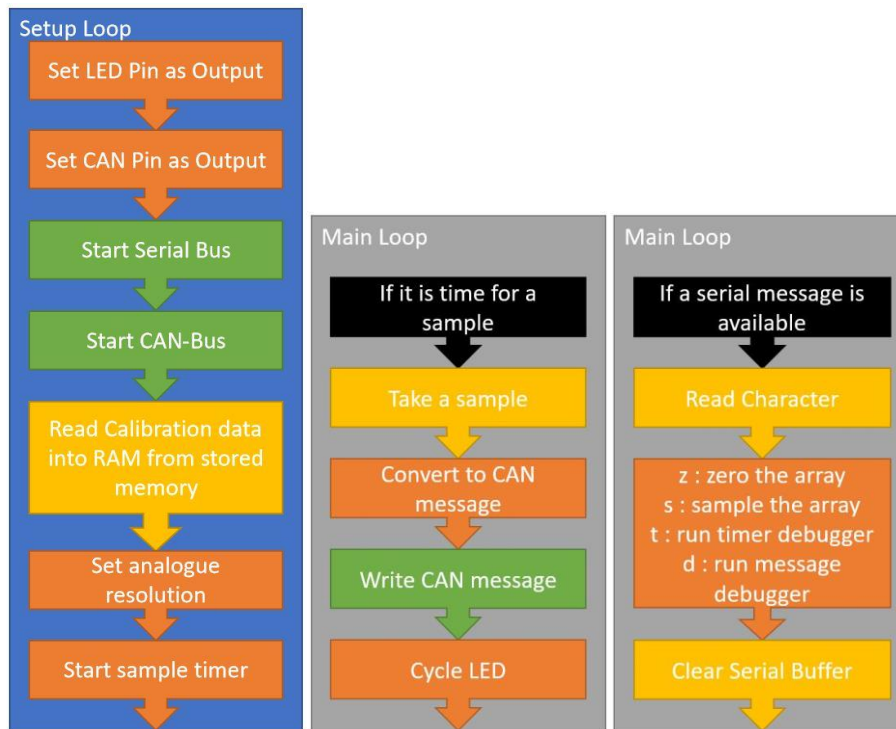 Setup Loop
Set LED Pin as Output
Set CAN Pin as Output
Start Serial Bus
Start CAN-Bus
Read Calibration data
into RAM from stored
memory
Set analogue
resolution
Start sample timer
Main Loop
If it is time for a
sample
Take a sample
Convert to CAN
message
Write CAN message
Cycle LED
Main Loop
If a serial message is
available
Read Character
z : zero the array
s : sample the array
t : run timer debugger
d : run message
debugger
Clear Serial Buffer